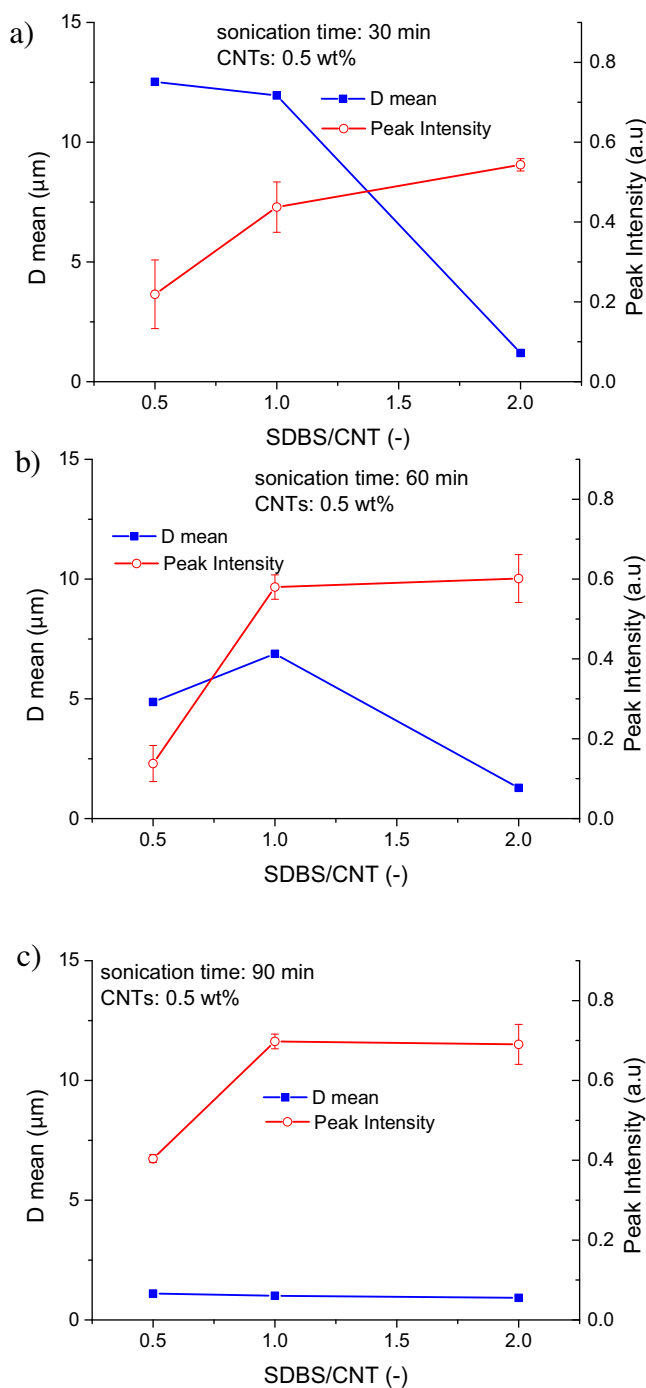 a)
sonication time: 30 min
CNTs: 0.5 wt%
D mean
Peak Intensity
15
10
5
0
D mean (µm)
0.8
0.6
0.4
0.2
0.0
Peak Intensity (a.u)
0.5 1.0 1.5 2.0
SDBS/CNT (-)
b)
sonication time: 60 min
CNTs: 0.5 wt%
D mean
Peak Intensity
15
10
5
0
D mean (µm)
0.8
0.6
0.4
0.2
0.0
Peak Intensity (a.u)
0.5 1.0 1.5 2.0
SDBS/CNT (-)
c)
sonication time: 90 min
CNTs: 0.5 wt%
D mean
Peak Intensity
15
10
5
0
D mean (µm)
0.8
0.6
0.4
0.2
0.0
Peak Intensity (a.u)
0.5 1.0 1.5 2.0
SDBS/CNT (-)